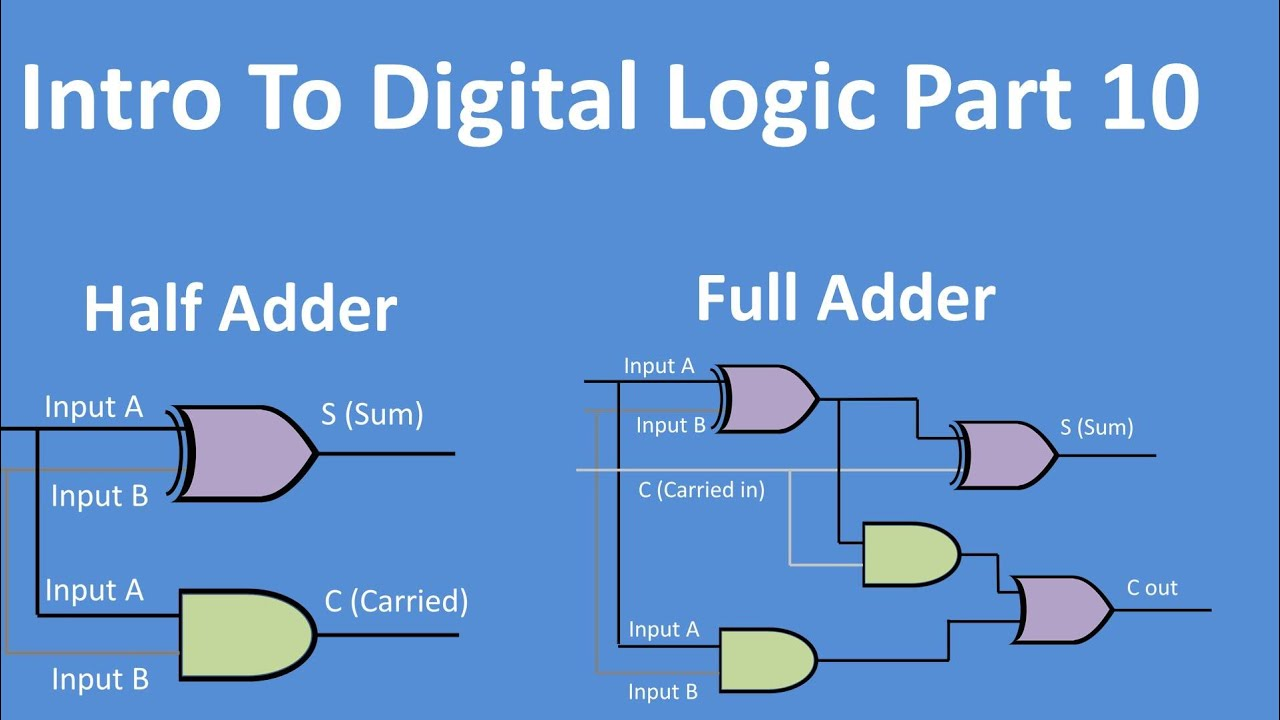 Intro To Digital Logic Part 10
Half Adder
Input A
S (Sum)
Input B
Input A
C (Carried)
Input B
Full Adder
Input A
Input B
S (Sum)
C (Carried in)
C out
Input A
Input B